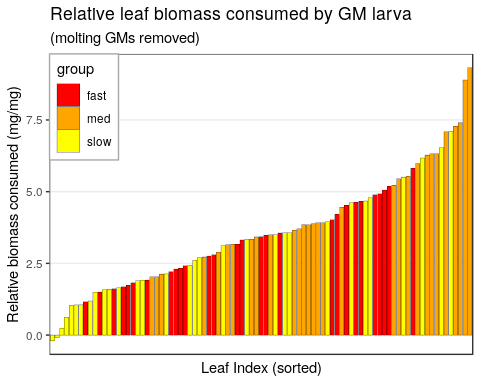 Relative leaf biomass consumed by GM larva
(molting GMs removed)
group
fast
med
slow
Relative biomass consumed (mg/mg)
7.5
5.0
2.5
0.0
Leaf Index (sorted)